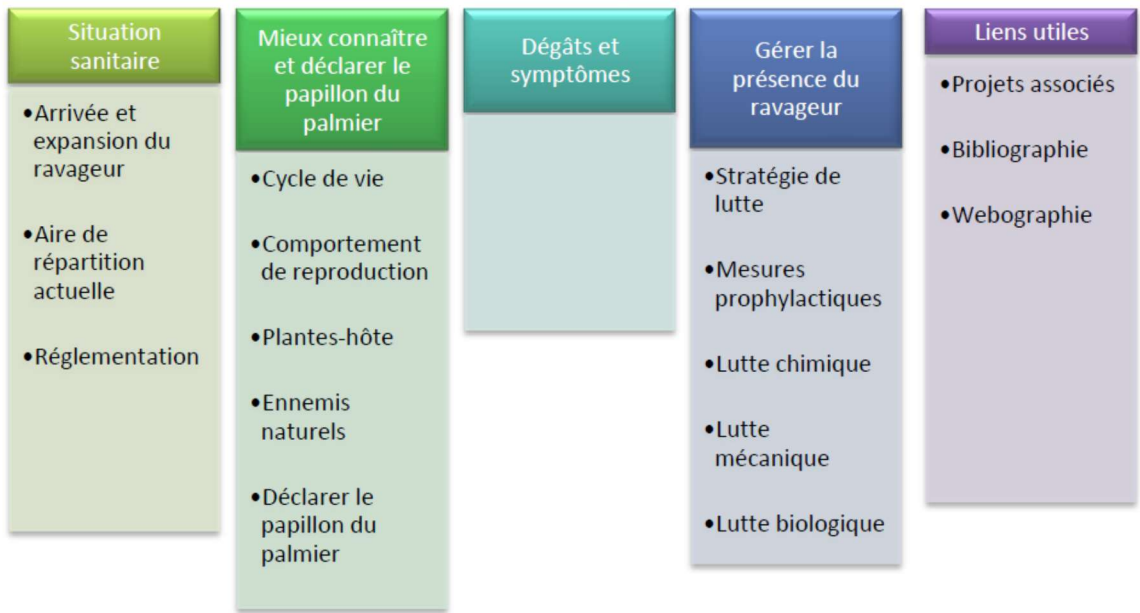 Situation
sanitaire
•Arrivée et
expansion du
ravageur
•Aire de
répartition
actuelle
•Réglementation
Mieux connaître
et déclarer le
papillon du
palmier
•Cycle de vie
•Comportement
de reproduction
•Plantes-hôte
•Ennemis
naturels
•Déclarer le
papillon du
palmier
Dégâts et
symptômes
Gérer la
présence du
ravageur
•Stratégie de
lutte
•Mesures
prophylactiques
•Lutte chimique
•Lutte
mécanique
•Lutte biologique
Liens utiles
•Projets associés
•Bibliographie
•Webographie